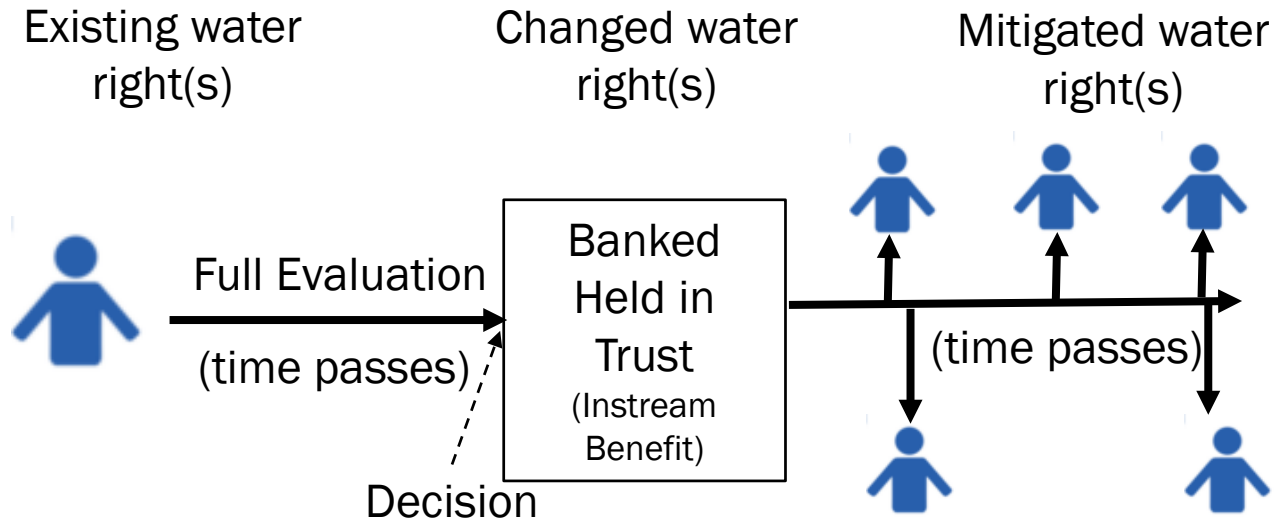 Existing water
right(s)
Changed water
right(s)
Mitigated water
right(s)
Full Evaluation
(time passes)
Decision
Banked
Held in
Trust
(Instream
Benefit)
(time passes)